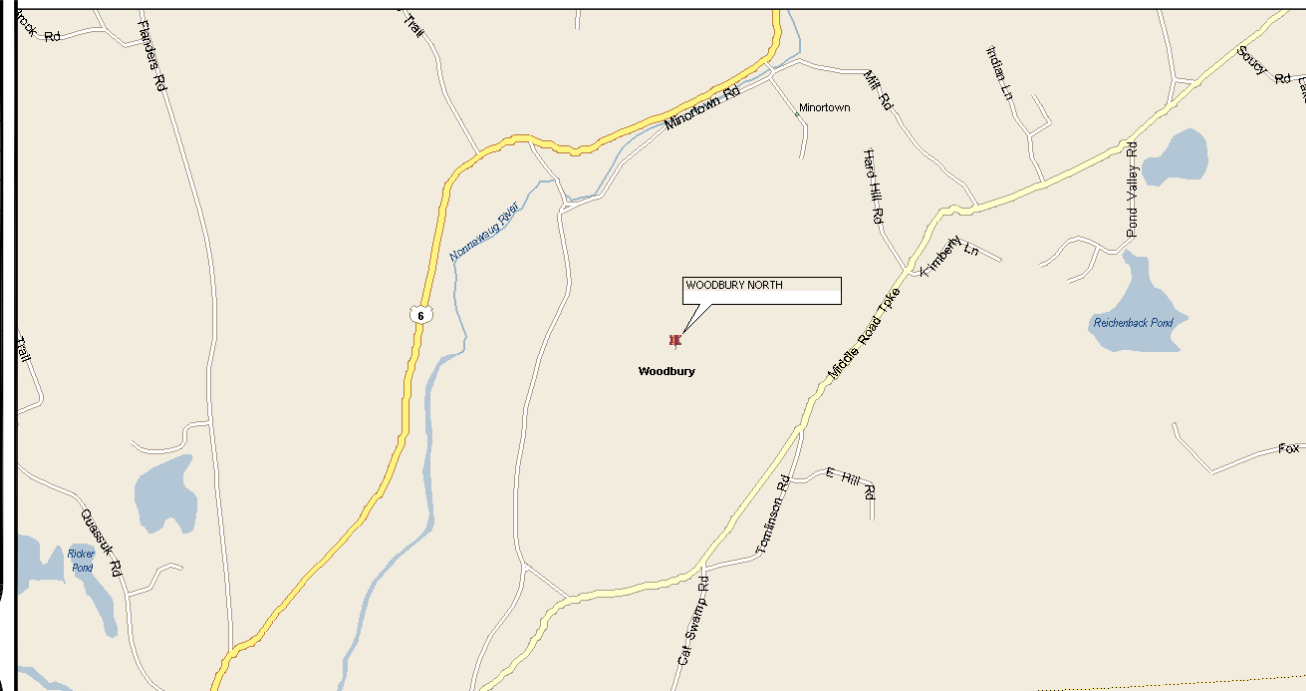 Rd
Flanders Rd
Trail
Minortown Rd
Minortown
Mill Rd
Indian Ln
Soucy Rd
Hard Hill Rd
Pond Valley Rd
Nonnewaug River
Kimberly Ln
WOODBURY NORTH
6
Reichenback Pond
Middle Road Tpke
Trail
Woodbury
Fox
E Hill Rd
Quassuk Rd
Tomlinson Rd
Ricker
Pond
Cat Swamp Rd